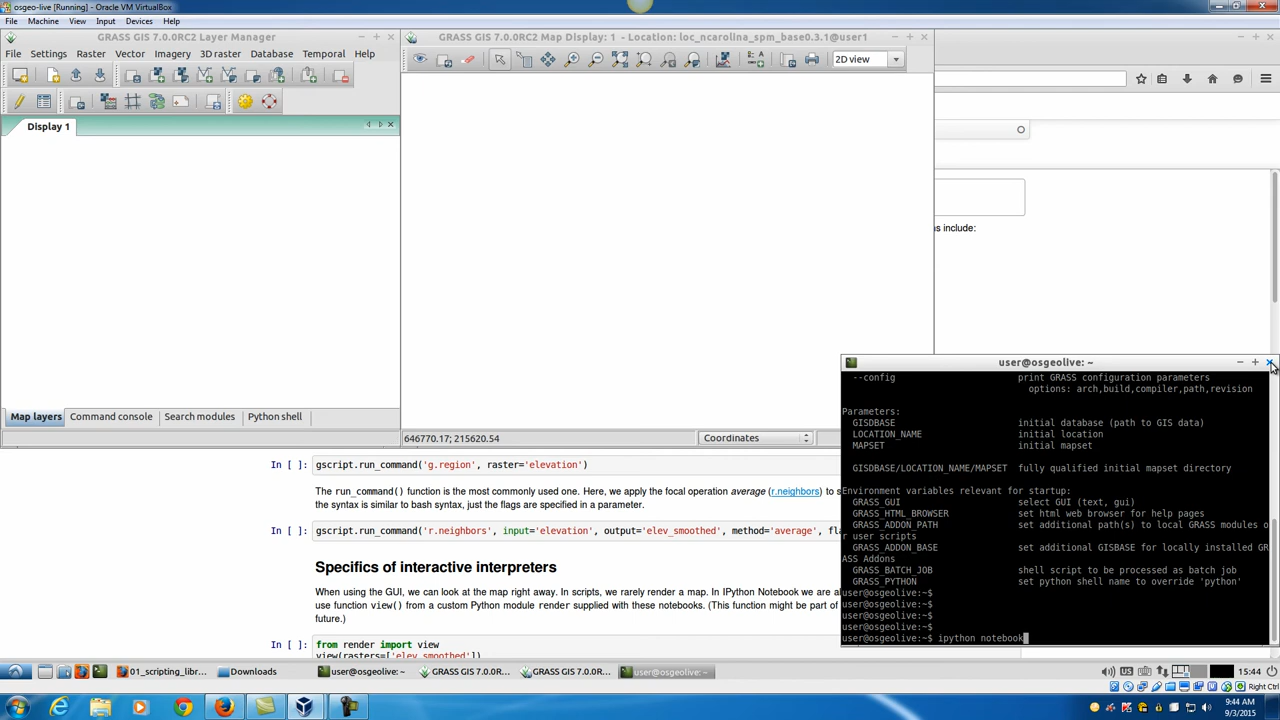 osgeo-live [Running] - Oracle VM VirtualBox
File Machine View Input Devices Help
GRASS GIS 7.0.0RC2 Layer Manager
GRASS GIS 7.0.0RC2 Map Display: 1 - Location: loc_ncarolina_spm_base0.3.1@user1
File Settings Raster Vector Imagery 3D raster Database Temporal Help
2D view
Display 1
ns include:
Map layers Command console Search modules Python shell
646770.17; 215620.54
Coordinates
In [ ]: gscript.run_command('g.region', raster='elevation')
The run_command() function is the most commonly used one. Here, we apply the focal operation average (r.neighbors) to s
the syntax is similar to bash syntax, just the flags are specified in a parameter.
In [ ]: gscript.run_command('r.neighbors', input='elevation', output='elev_smoothed', method='average', fla
Specifics of interactive interpreters
When using the GUI, we can look at the map right away. In scripts, we rarely render a map. In IPython Notebook we are al
use function view() from a custom Python module render supplied with these notebooks. (This function might be part of
future.)
In [ ]: from render import view
view(rasters=['elev_smoothed'])
user@osgeolive: ~
--config print GRASS configuration parameters
options: arch,build,compiler,path,revision
Parameters:
GISDBASE initial database (path to GIS data)
LOCATION_NAME initial location
MAPSET initial mapset
GISDBASE/LOCATION_NAME/MAPSET fully qualified initial mapset directory
Environment variables relevant for startup:
GRASS_GUI select GUI (text, gui)
GRASS_HTML_BROWSER set html web browser for help pages
GRASS_ADDON_PATH set additional path(s) to local GRASS modules o
r user scripts
GRASS_ADDON_BASE set additional GISBASE for locally installed GR
ASS Addons
GRASS_BATCH_JOB shell script to be processed as batch job
GRASS_PYTHON set python shell name to override 'python'
user@osgeolive:~$
user@osgeolive:~$
user@osgeolive:~$
user@osgeolive:~$
user@osgeolive:~$ ipython notebook
01_scripting_libr... Downloads user@osgeolive: ~ GRASS GIS 7.0.0R... GRASS GIS 7.0.0R... user@osgeolive: ~ US 15:44
Right Ctrl
9:44 AM
9/3/2015